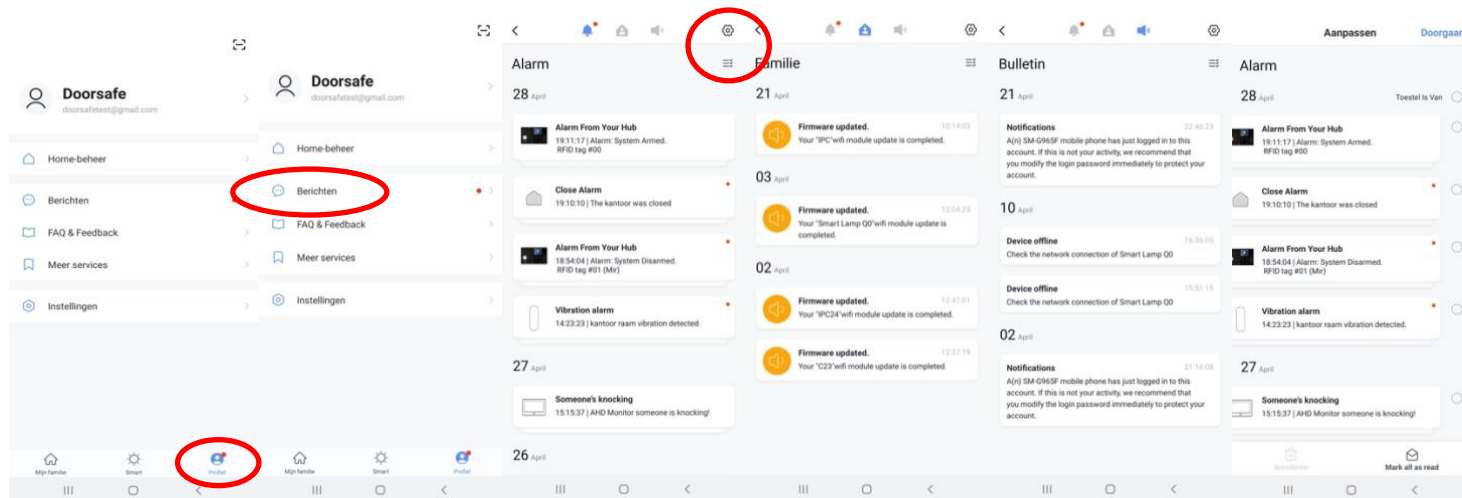 Doorsafe
doorsafetest@gmail.com
Home-beheer
Berichten
FAQ & Feedback
Meer services
Instellingen
Mijn familie
Smart
Profiel
Doorsafe
doorsafetest@gmail.com
Home-beheer
Berichten
FAQ & Feedback
Meer services
Instellingen
Mijn familie
Smart
Profiel
Alarm
28 April
Alarm From Your Hub
19:11:17 | Alarm: System Armed.
RFID tag #00
Close Alarm
19:10:10 | The kantoor was closed
Alarm From Your Hub
18:54:04 | Alarm: System Disarmed.
RFID tag #01 (Mir)
Vibration alarm
14:23:23 | kantoor raam vibration detected.
27 April
Someone's knocking
15:15:37 | AHD Monitor someone is knocking!
26 April
Familie
21 April
Firmware updated. 10:14:03
Your "IPC"wifi module update is completed.
03 April
Firmware updated. 12:04:25
Your "Smart Lamp Q0"wifi module update is
completed.
02 April
Firmware updated. 12:47:01
Your "IPC24"wifi module update is completed.
Firmware updated. 12:37:19
Your "C23"wifi module update is completed.
Bulletin
21 April
Notifications 22:46:23
A(n) SM-G965F mobile phone has just logged in to this
account. If this is not your activity, we recommend that
you modify the login password immediately to protect your
account.
10 April
Device offline 16:36:05
Check the network connection of Smart Lamp Q0
Device offline 15:51:15
Check the network connection of Smart Lamp Q0
02 April
Notifications 21:16:08
A(n) SM-G965F mobile phone has just logged in to this
account. If this is not your activity, we recommend that
you modify the login password immediately to protect your
account.
Aanpassen Doorgaan
Alarm
28 April Toestel Is Van
Alarm From Your Hub
19:11:17 | Alarm: System Armed.
RFID tag #00
Close Alarm
19:10:10 | The kantoor was closed
Alarm From Your Hub
18:54:04 | Alarm: System Disarmed.
RFID tag #01 (Mir)
Vibration alarm
14:23:23 | kantoor raam vibration detected.
27 April
Someone's knocking
15:15:37 | AHD Monitor someone is knocking!
Mark all as read